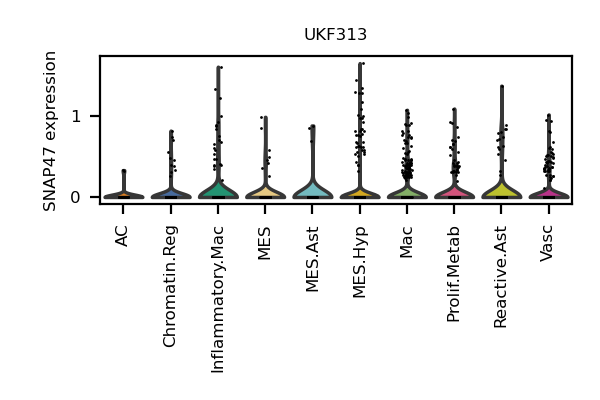 UKF313
SNAP47 expression
1
0
AC
Chromatin.Reg
Inflammatory.Mac
MES
MES.Ast
MES.Hyp
Mac
Prolif.Metab
Reactive.Ast
Vasc